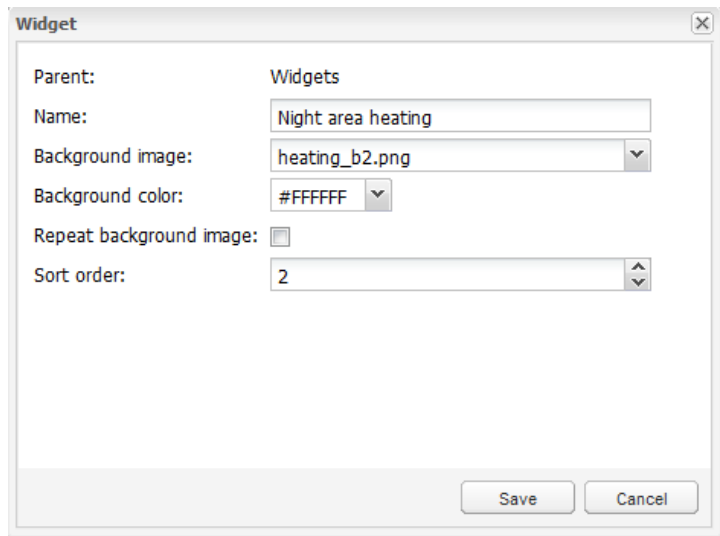 Widget
Parent: Widgets
Name: Night area heating
Background image: heating_b2.png
Background color: #FFFFFF
Repeat background image:
Sort order: 2
Save Cancel